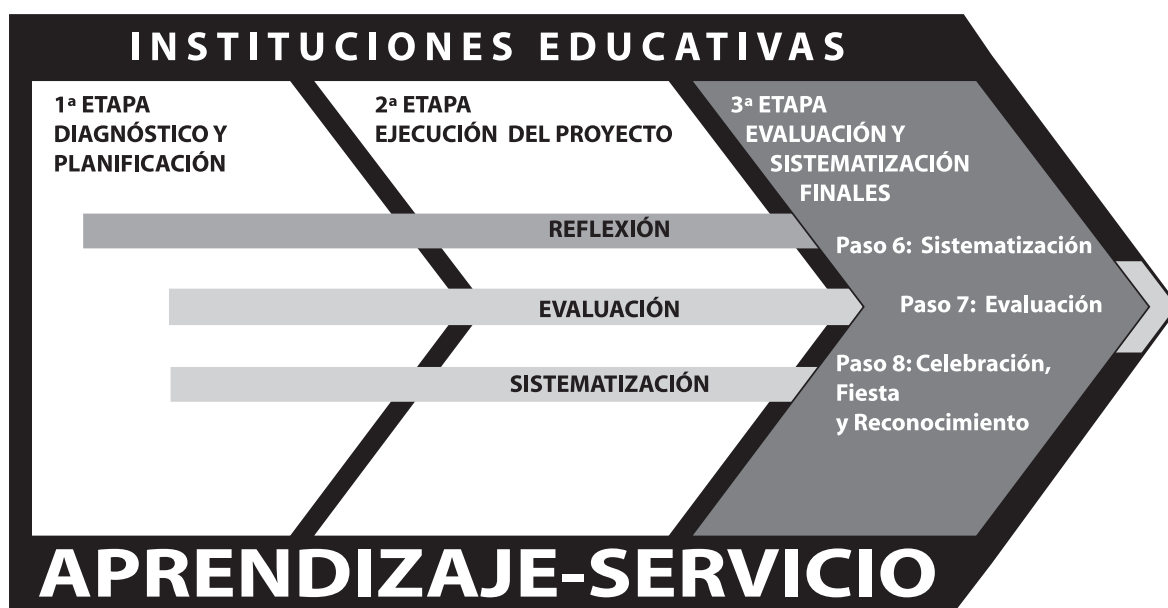 INSTITUCIONES EDUCATIVAS
1ª ETAPA
DIAGNÓSTICO Y
PLANIFICACIÓN
2ª ETAPA
EJECUCIÓN DEL PROYECTO
3ª ETAPA
EVALUACIÓN Y
SISTEMATIZACIÓN
FINALES
REFLEXIÓN
EVALUACIÓN
SISTEMATIZACIÓN
Paso 6: Sistematización
Paso 7: Evaluación
Paso 8: Celebración,
Fiesta
y Reconocimiento
APRENDIZAJE-SERVICIO